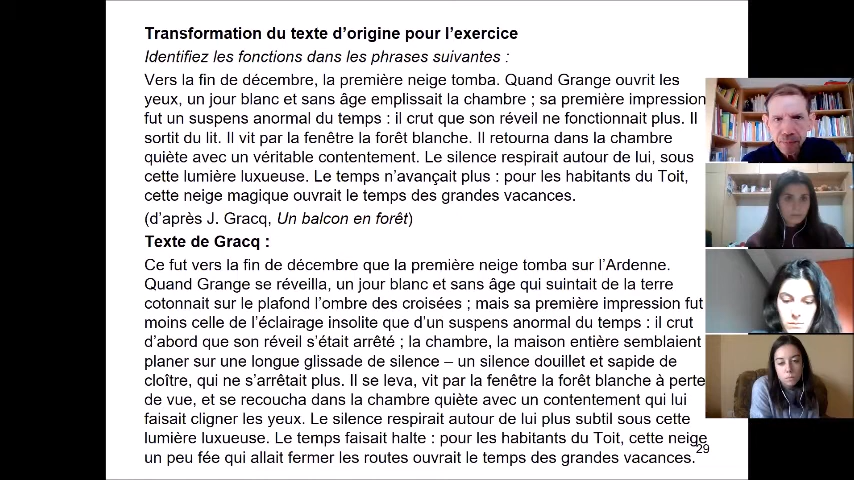 Transformation du texte d’origine pour l’exercice
Identifiez les fonctions dans les phrases suivantes :
Vers la fin de décembre, la première neige tomba. Quand Grange ouvrit les
yeux, un jour blanc et sans âge emplissait la chambre ; sa première impression
fut un suspens anormal du temps : il crut que son réveil ne fonctionnait plus. Il
sortit du lit. Il vit par la fenêtre la forêt blanche. Il retourna dans la chambre
quiète avec un véritable contentement. Le silence respirait autour de lui, sous
cette lumière luxueuse. Le temps n’avançait plus : pour les habitants du Toit,
cette neige magique ouvrait le temps des grandes vacances.
(d’après J. Gracq, Un balcon en forêt)
Texte de Gracq :
Ce fut vers la fin de décembre que la première neige tomba sur l’Ardenne.
Quand Grange se réveilla, un jour blanc et sans âge qui suintait de la terre
cotonnait sur le plafond l’ombre des croisées ; mais sa première impression fut
moins celle de l’éclairage insolite que d’un suspens anormal du temps : il crut
d’abord que son réveil s’était arrêté ; la chambre, la maison entière semblaient
planer sur une longue glissade de silence – un silence douillet et sapide de
cloître, qui ne s’arrêtait plus. Il se leva, vit par la fenêtre la forêt blanche à perte
de vue, et se recoucha dans la chambre quiète avec un contentement qui lui
faisait cligner les yeux. Le silence respirait autour de lui plus subtil sous cette
lumière luxueuse. Le temps faisait halte : pour les habitants du Toit, cette neige
un peu fée qui allait fermer les routes ouvrait le temps des grandes vacances.
29